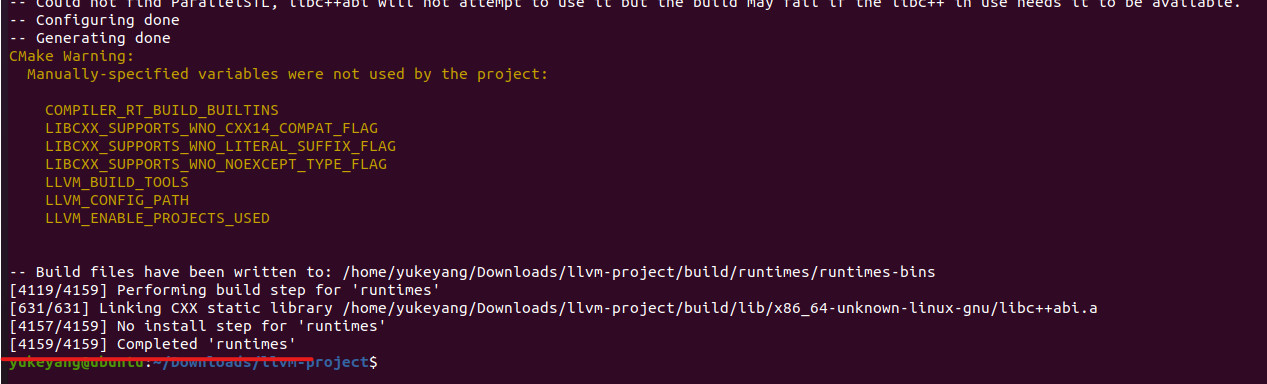 -- Could not find ParallelSTL, libc++abi will not attempt to use it but the build may fail if the libc++ in use needs it to be available.
-- Configuring done
-- Generating done
CMake Warning:
  Manually-specified variables were not used by the project:
    COMPILER_RT_BUILD_BUILTINS
    LIBCXX_SUPPORTS_WNO_CXX14_COMPAT_FLAG
    LIBCXX_SUPPORTS_WNO_LITERAL_SUFFIX_FLAG
    LIBCXX_SUPPORTS_WNO_NOEXCEPT_TYPE_FLAG
    LLVM_BUILD_TOOLS
    LLVM_CONFIG_PATH
    LLVM_ENABLE_PROJECTS_USED
-- Build files have been written to: /home/yukeyang/Downloads/llvm-project/build/runtimes/runtimes-bins
[4119/4159] Performing build step for 'runtimes'
[631/631] Linking CXX static library /home/yukeyang/Downloads/llvm-project/build/lib/x86_64-unknown-linux-gnu/libc++abi.a
[4157/4159] No install step for 'runtimes'
[4159/4159] Completed 'runtimes'
yukeyang@ubuntu:~/Downloads/llvm-project$